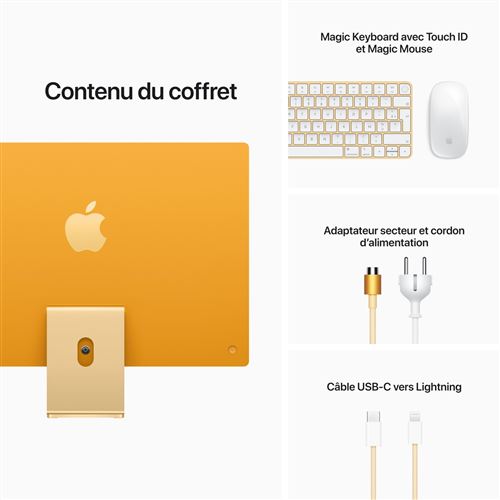 Contenu du coffret
Magic Keyboard avec Touch ID
et Magic Mouse
Adaptateur secteur et cordon
d’alimentation
Câble USB-C vers Lightning